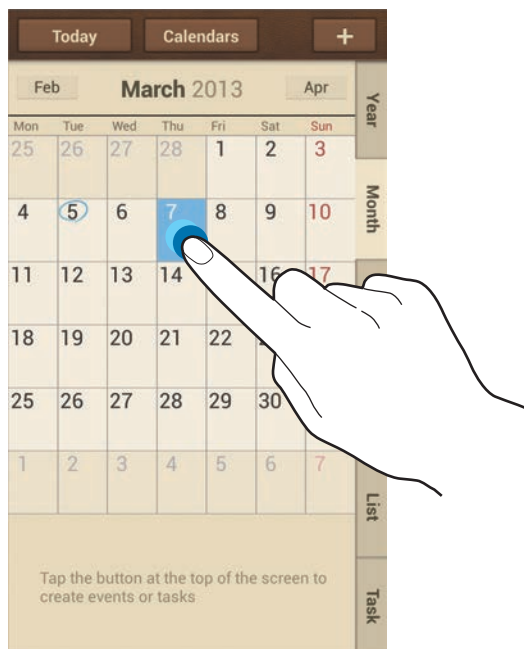 Today Calendars +
Feb March 2013 Apr
Year
Mon Tue Wed Thu Fri Sat Sun
25 26 27 28 1 2 3
Month
4 5 6 7 8 9 10
11 12 13 14 16 17
18 19 20 21 22
25 26 27 28 29 30
1 2 3 4 5 6 7
List
Tap the button at the top of the screen to
create events or tasks
Task